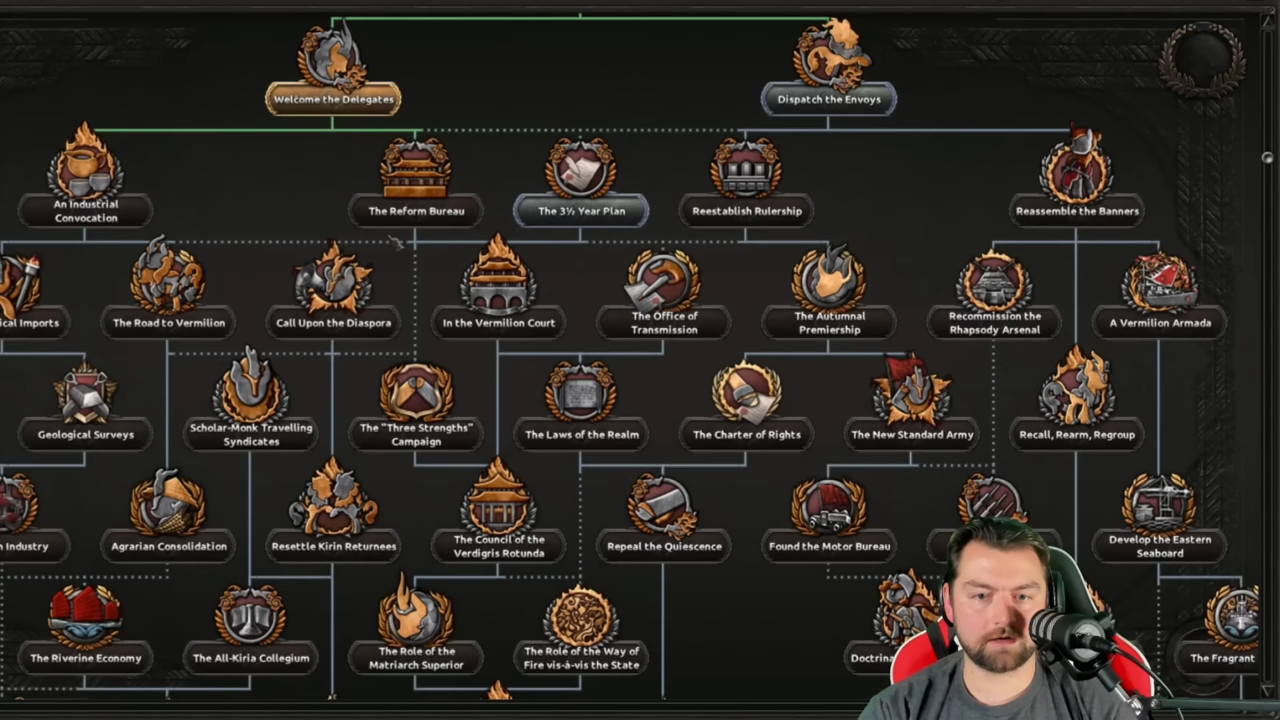 Welcome the Delegates
Dispatch the Envoys
An Industrial
Convocation
The Reform Bureau
The 3½ Year Plan
Reestablish Rulership
Reassemble the Banners
ical Imports
The Road to Vermilion
Call Upon the Diaspora
In the Vermilion Court
The Office of
Transmission
The Autumnal
Premiership
Recommission the
Rhapsody Arsenal
A Vermilion Armada
Geological Surveys
Scholar-Monk Travelling
Syndicates
The "Three Strengths"
Campaign
The Laws of the Realm
The Charter of Rights
The New Standard Army
Recall, Rearm, Regroup
n Industry
Agrarian Consolidation
Resettle Kirin Returnees
The Council of the
Verdigris Rotunda
Repeal the Quiescence
Found the Motor Bureau
Develop the Eastern
Seaboard
The Riverine Economy
The All-Kiria Collegium
The Role of the
Matriarch Superior
The Role of the Way of
Fire vis-á-vis the State
Doctrina
The Fragrant